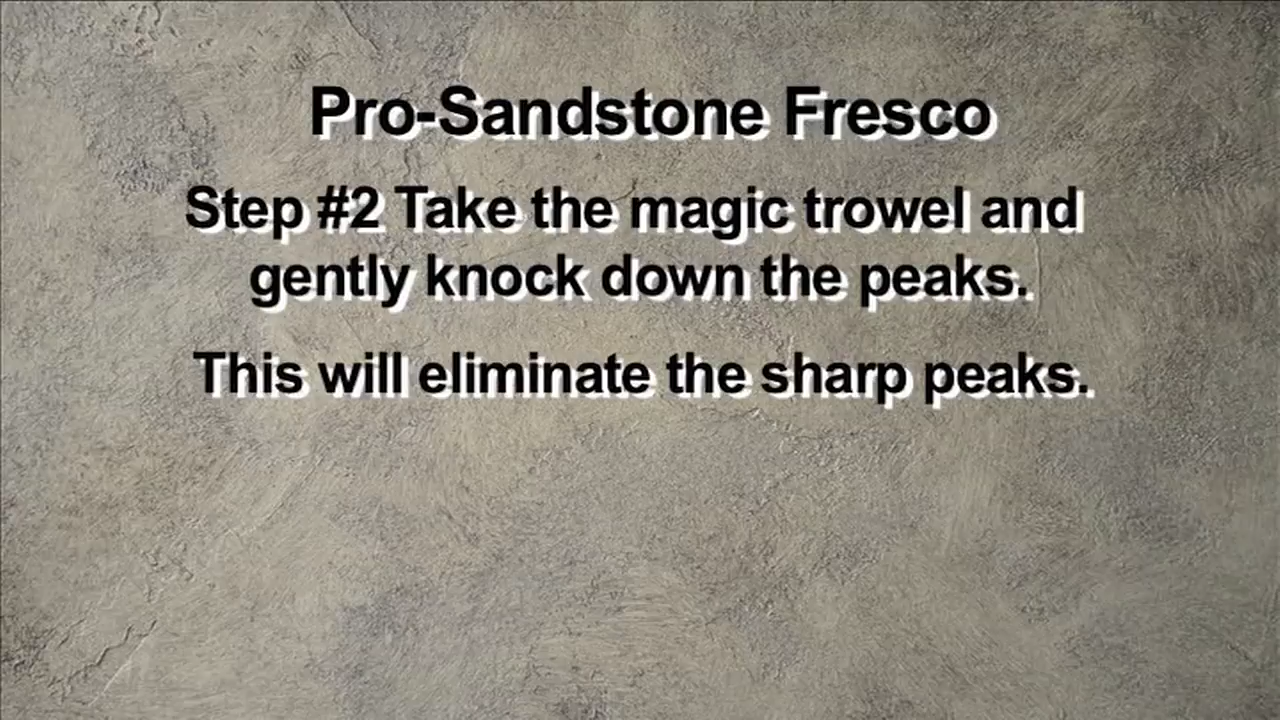 Pro-Sandstone Fresco
Step #2 Take the magic trowel and
gently knock down the peaks.
This will eliminate the sharp peaks.